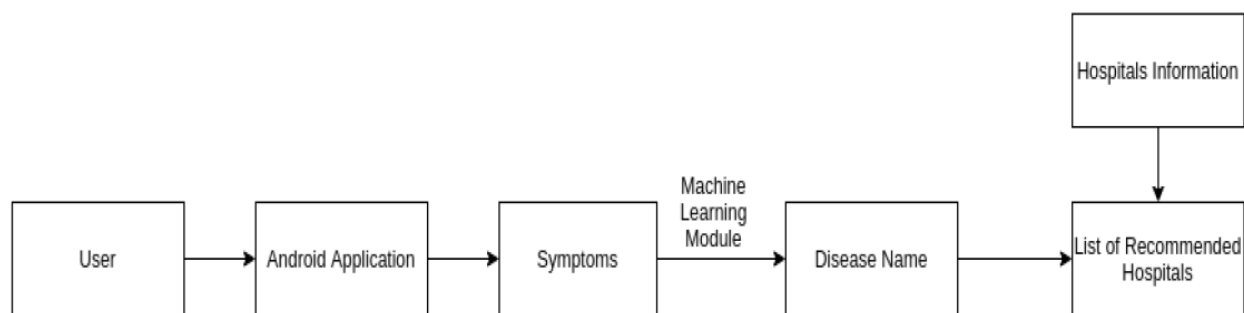 Hospitals Information
Machine
Learning
Module
User
Android Application
Symptoms
Disease Name
List of Recommended
Hospitals